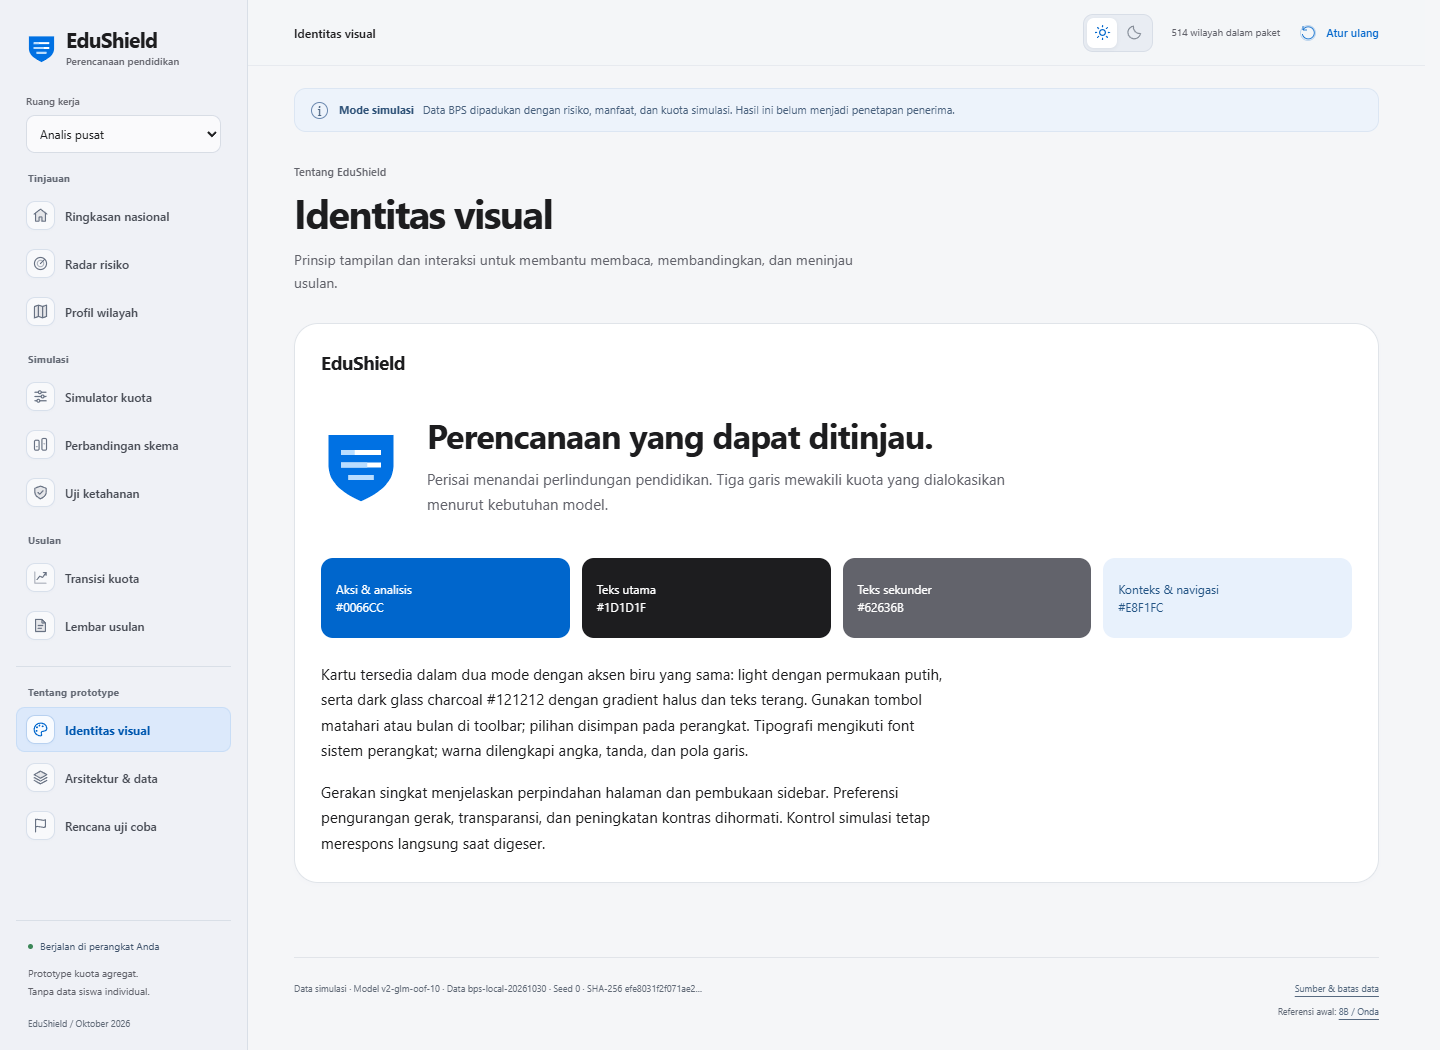 EduShield
Perencanaan pendidikan
Ruang kerja
Analis pusat
Tinjauan
Ringkasan nasional
Radar risiko
Profil wilayah
Simulasi
Simulator kuota
Perbandingan skema
Uji ketahanan
Usulan
Transisi kuota
Lembar usulan
Tentang prototype
Identitas visual
Arsitektur & data
Rencana uji coba
Berjalan di perangkat Anda
Prototype kuota agregat.
Tanpa data siswa individual.
EduShield / Oktober 2026
Identitas visual
514 wilayah dalam paket
Atur ulang
Mode simulasi Data BPS dipadukan dengan risiko, manfaat, dan kuota simulasi. Hasil ini belum menjadi penetapan penerima.
Tentang EduShield
Identitas visual
Prinsip tampilan dan interaksi untuk membantu membaca, membandingkan, dan meninjau
usulan.
EduShield
Perencanaan yang dapat ditinjau.
Perisai menandai perlindungan pendidikan. Tiga garis mewakili kuota yang dialokasikan
menurut kebutuhan model.
Aksi & analisis
#0066CC
Teks utama
#1D1D1F
Teks sekunder
#62636B
Konteks & navigasi
#E8F1FC
Kartu tersedia dalam dua mode dengan aksen biru yang sama: light dengan permukaan putih,
serta dark glass charcoal #121212 dengan gradient halus dan teks terang. Gunakan tombol
matahari atau bulan di toolbar; pilihan disimpan pada perangkat. Tipografi mengikuti font
sistem perangkat; warna dilengkapi angka, tanda, dan pola garis.
Gerakan singkat menjelaskan perpindahan halaman dan pembukaan sidebar. Preferensi
pengurangan gerak, transparansi, dan peningkatan kontras dihormati. Kontrol simulasi tetap
merespons langsung saat digeser.
Data simulasi · Model v2-glm-oof-10 · Data bps-local-20261030 · Seed 0 · SHA-256 efe8031f2f071ae2…
Sumber & batas data
Referensi awal: 8B / Onda